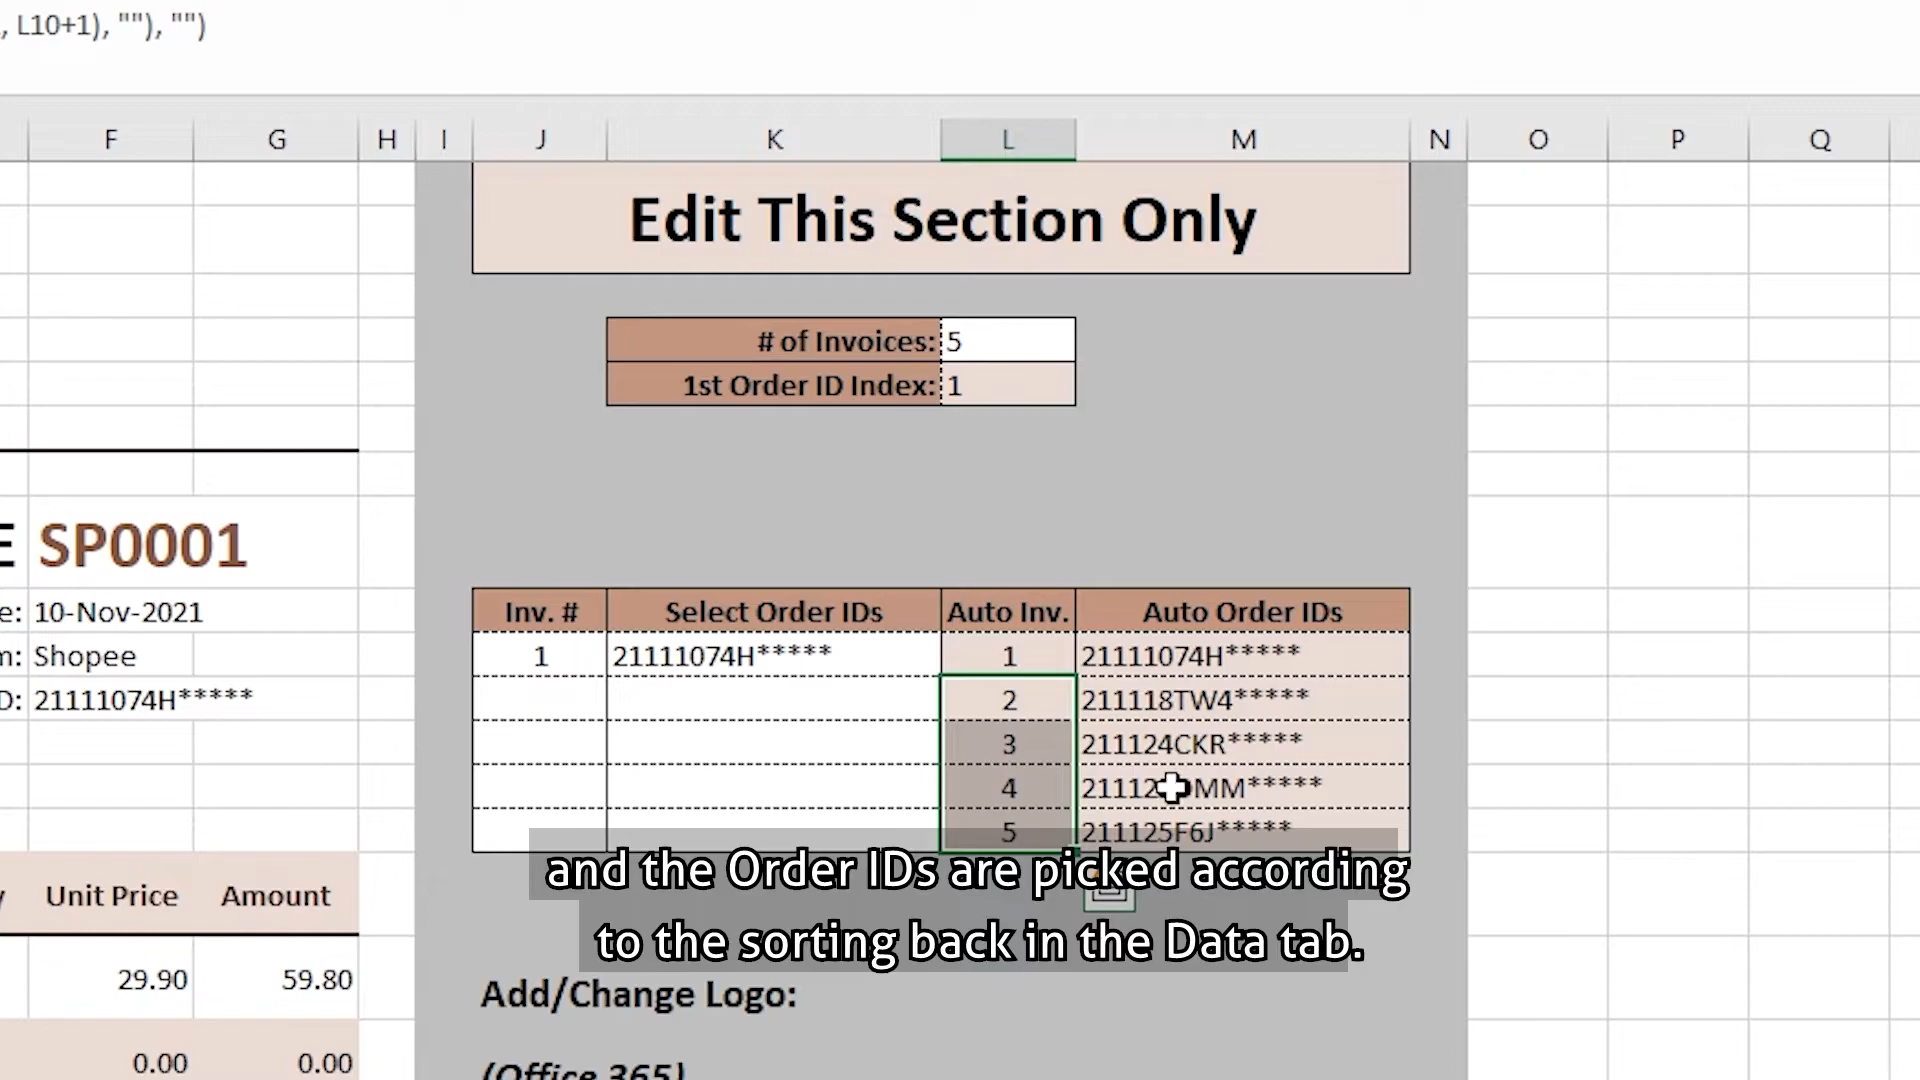 , L10+1), ""), "")
F G H I J K L M N O P Q
Edit This Section Only
# of Invoices: 5
1st Order ID Index: 1
E SP0001
e: 10-Nov-2021
m: Shopee
D: 21111074H*****
Inv. # Select Order IDs Auto Inv. Auto Order IDs
1 21111074H***** 1 21111074H*****
2 211118TW4*****
3 211124CKR*****
4 MM*****
5 211125F6J*****
y Unit Price Amount
29.90 59.80
0.00 0.00
and the Order IDs are picked according
to the sorting back in the Data tab.
Add/Change Logo:
(Office 365)